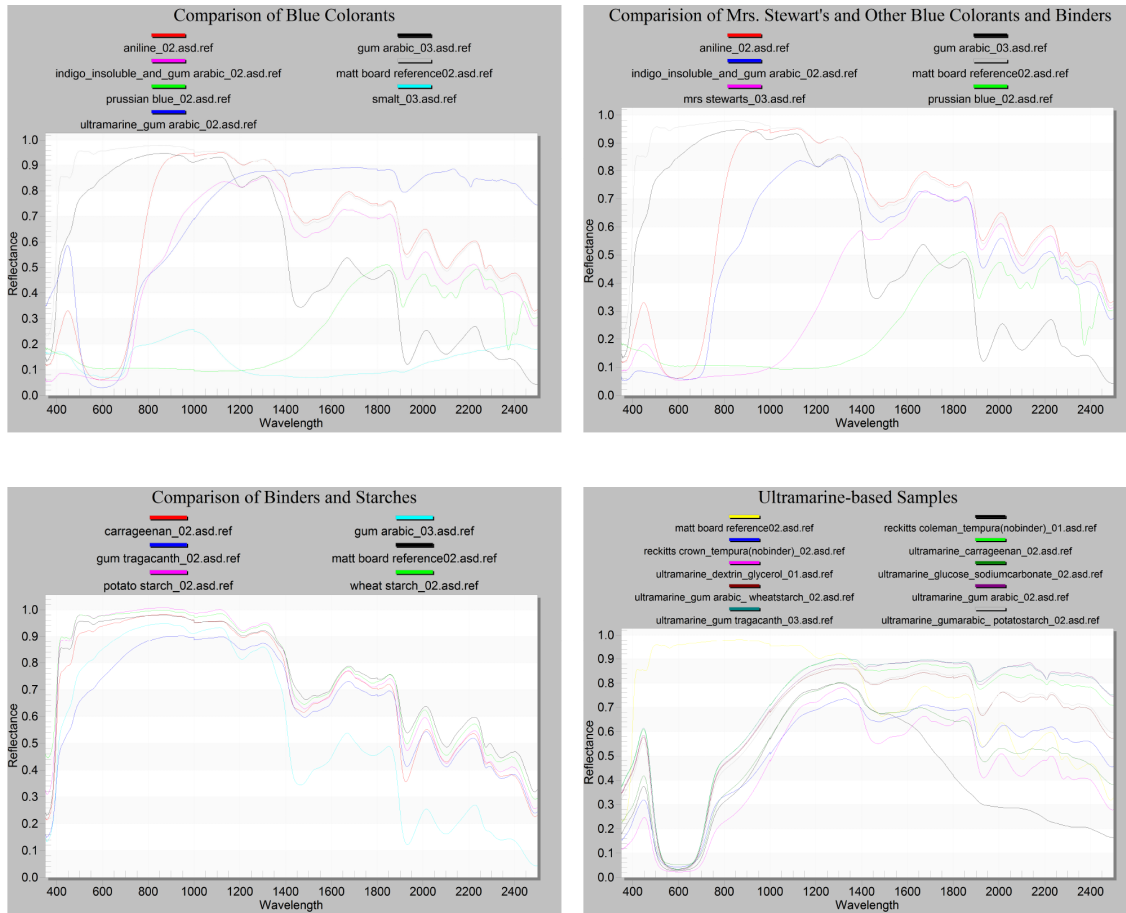 Comparison of Blue Colorants
aniline_02.asd.ref
gum arabic_03.asd.ref
indigo_insoluble_and_gum arabic_02.asd.ref
matt board reference02.asd.ref
prussian blue_02.asd.ref
smalt_03.asd.ref
ultramarine_gum arabic_02.asd.ref
1.0
0.9
0.8
0.7
0.6
0.5
0.4
0.3
0.2
0.1
0.0
Reflectance
400 600 800 1000 1200 1400 1600 1800 2000 2200 2400
Wavelength
Comparision of Mrs. Stewart's and Other Blue Colorants and Binders
aniline_02.asd.ref
gum arabic_03.asd.ref
indigo_insoluble_and_gum arabic_02.asd.ref
matt board reference02.asd.ref
mrs stewarts_03.asd.ref
prussian blue_02.asd.ref
1.0
0.9
0.8
0.7
0.6
0.5
0.4
0.3
0.2
0.1
0.0
Reflectance
400 600 800 1000 1200 1400 1600 1800 2000 2200 2400
Wavelength
Comparison of Binders and Starches
carrageenan_02.asd.ref
gum arabic_03.asd.ref
gum tragacanth_02.asd.ref
matt board reference02.asd.ref
potato starch_02.asd.ref
wheat starch_02.asd.ref
1.0
0.9
0.8
0.7
0.6
0.5
0.4
0.3
0.2
0.1
0.0
Reflectance
400 600 800 1000 1200 1400 1600 1800 2000 2200 2400
Wavelength
Ultramarine-based Samples
matt board reference02.asd.ref
reckitts coleman_tempura(nobinder)_01.asd.ref
reckitts crown_tempura(nobinder)_02.asd.ref
ultramarine_carrageenan_02.asd.ref
ultramarine_dextrin_glycerol_01.asd.ref
ultramarine_glucose_sodiumcarbonate_02.asd.ref
ultramarine_gum arabic_ wheatstarch_02.asd.ref
ultramarine_gum arabic_02.asd.ref
ultramarine_gum tragacanth_03.asd.ref
ultramarine_gumarabic_ potatostarch_02.asd.ref
1.0
0.9
0.8
0.7
0.6
0.5
0.4
0.3
0.2
0.1
0.0
Reflectance
400 600 800 1000 1200 1400 1600 1800 2000 2200 2400
Wavelength